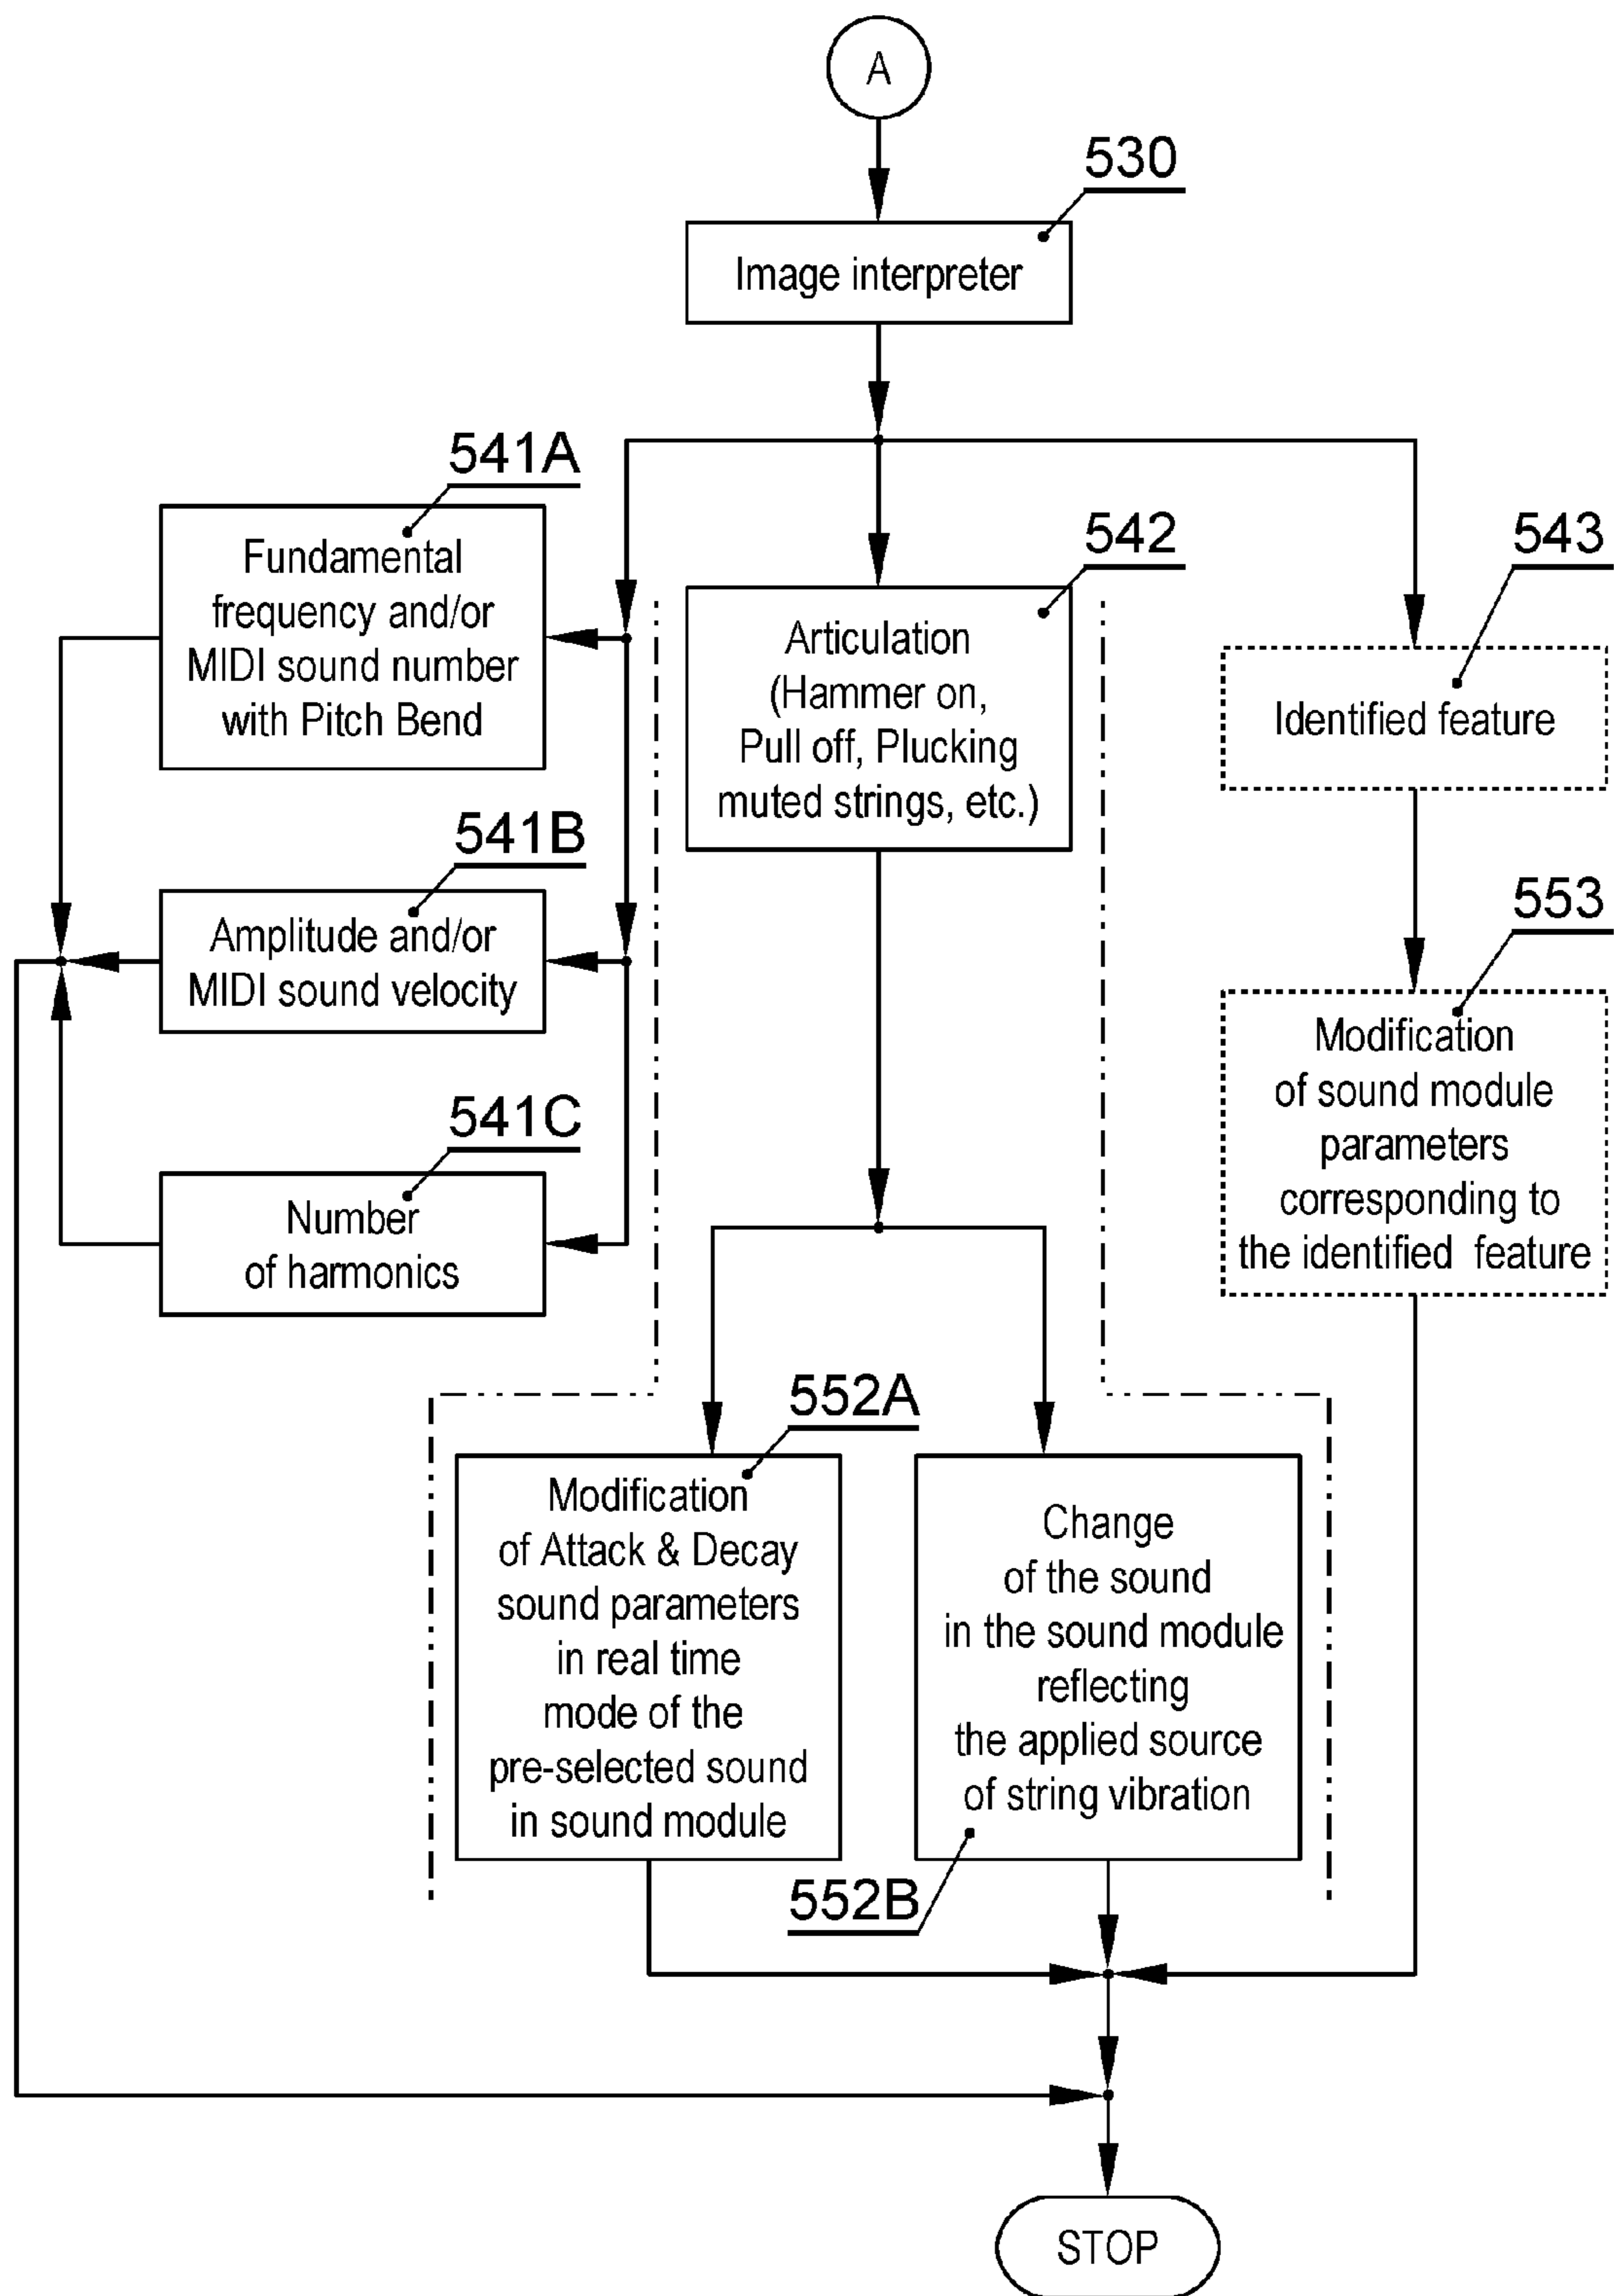 A
530
Image interpreter
541A
Fundamental
frequency and/or
MIDI sound number
with Pitch Bend
542
Articulation
(Hammer on,
Pull off, Plucking
muted strings, etc.)
543
Identified feature
541B
Amplitude and/or
MIDI sound velocity
553
Modification
of sound module
parameters
corresponding to
the identified feature
541C
Number
of harmonics
552A
Modification
of Attack & Decay
sound parameters
in real time
mode of the
pre-selected sound
in sound module
Change
of the sound
in the sound module
reflecting
the applied source
of string vibration
552B
STOP